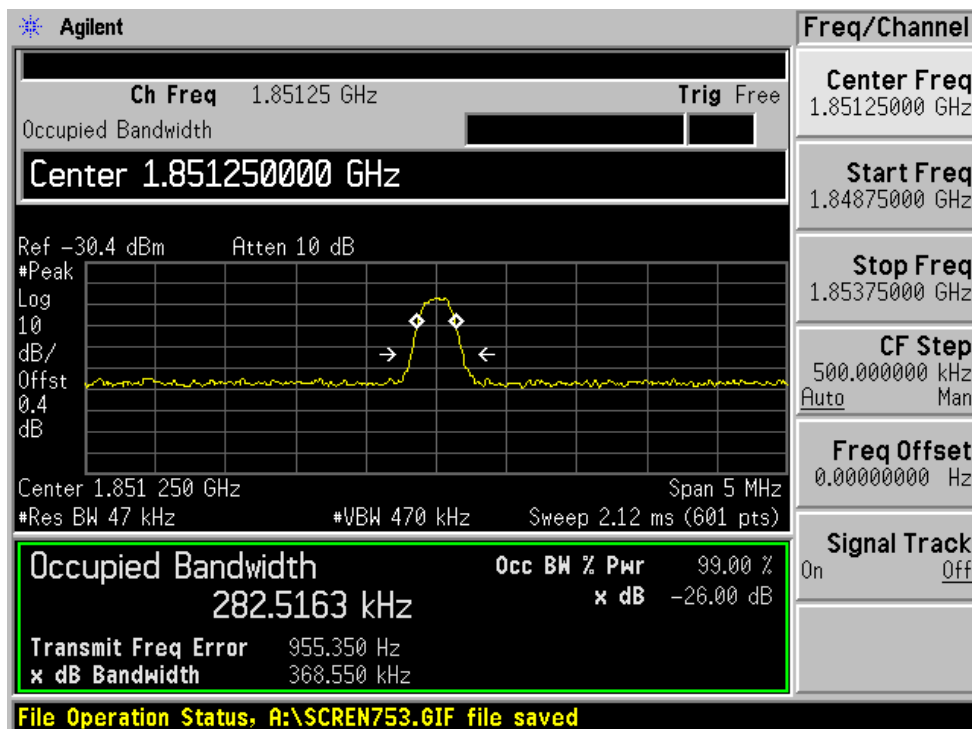 Agilent
Freq/Channel
Ch Freq 1.85125 GHz Trig Free
Occupied Bandwidth
Center 1.851250000 GHz
Ref -30.4 dBm Atten 10 dB
#Peak
Log
10
dB/
Offst
0.4
dB
Center 1.851 250 GHz Span 5 MHz
#Res BW 47 kHz #VBW 470 kHz Sweep 2.12 ms (601 pts)
Occupied Bandwidth Occ BW % Pwr 99.00 %
282.5163 kHz x dB -26.00 dB
Transmit Freq Error 955.350 Hz
x dB Bandwidth 368.550 kHz
File Operation Status, A:\SCREN753.GIF file saved
Center Freq
1.85125000 GHz
Start Freq
1.84875000 GHz
Stop Freq
1.85375000 GHz
CF Step
500.000000 kHz
Auto Man
Freq Offset
0.00000000 Hz
Signal Track
On Off